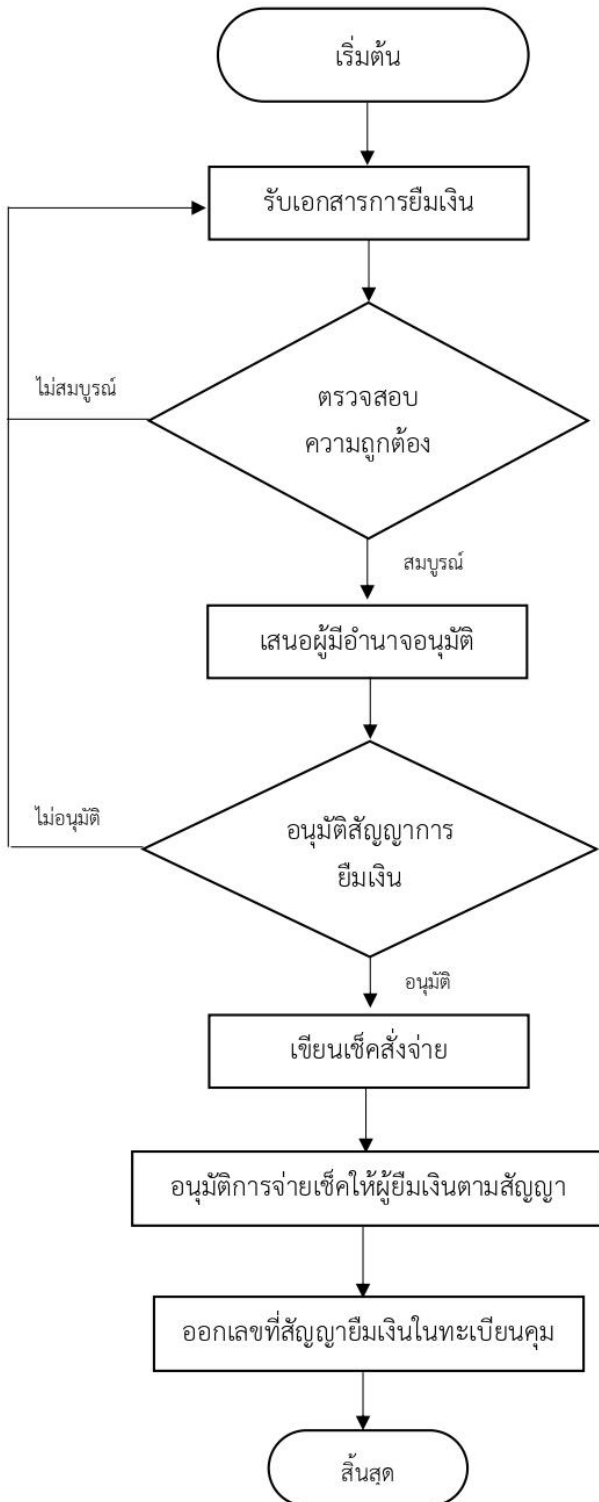 เริ่มต้น
รับเอกสารการยืมเงิน
ไม่สมบูรณ์
ตรวจสอบ
ความถูกต้อง
สมบูรณ์
เสนอผู้มีอำนาจอนุมัติ
ไม่อนุมัติ
อนุมัติสัญญาการ
ยืมเงิน
อนุมัติ
เขียนเช็คสั่งจ่าย
อนุมัติการจ่ายเช็คให้ผู้ยืมเงินตามสัญญา
ออกเลขที่สัญญายืมเงินในทะเบียนคุม
สิ้นสุด